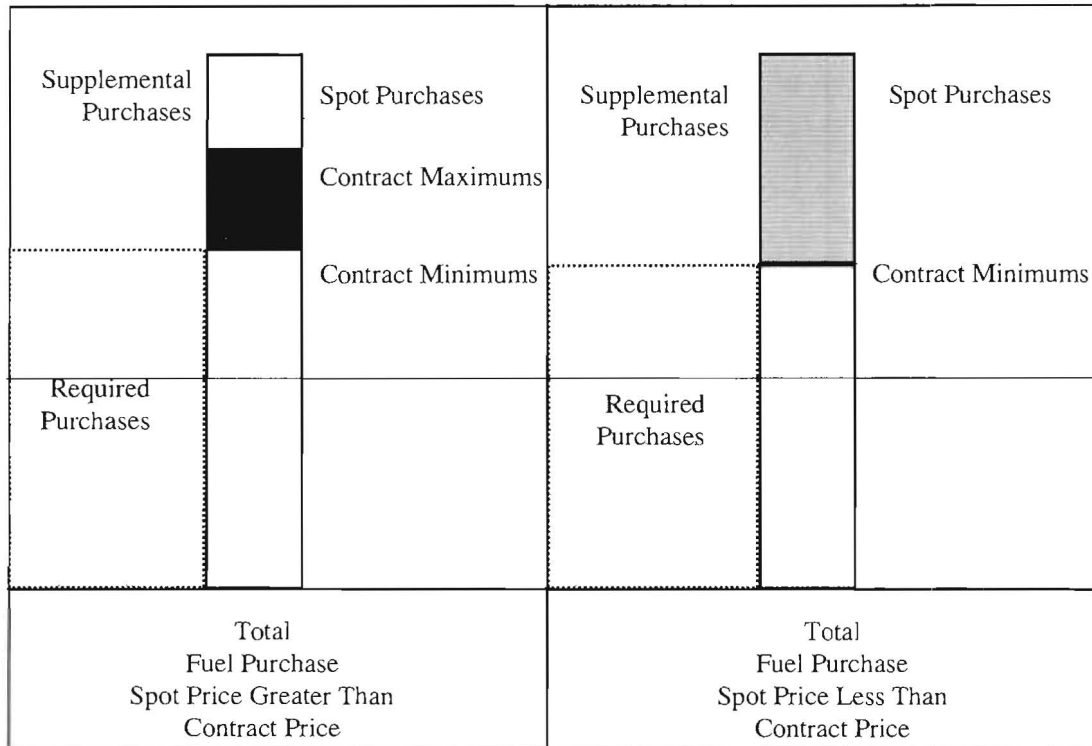 Supplemental
Purchases
Spot Purchases
Contract Maximums
Contract Minimums
Required
Purchases
Total
Fuel Purchase
Spot Price Greater Than
Contract Price
Supplemental
Purchases
Spot Purchases
Contract Minimums
Required
Purchases
Total
Fuel Purchase
Spot Price Less Than
Contract Price